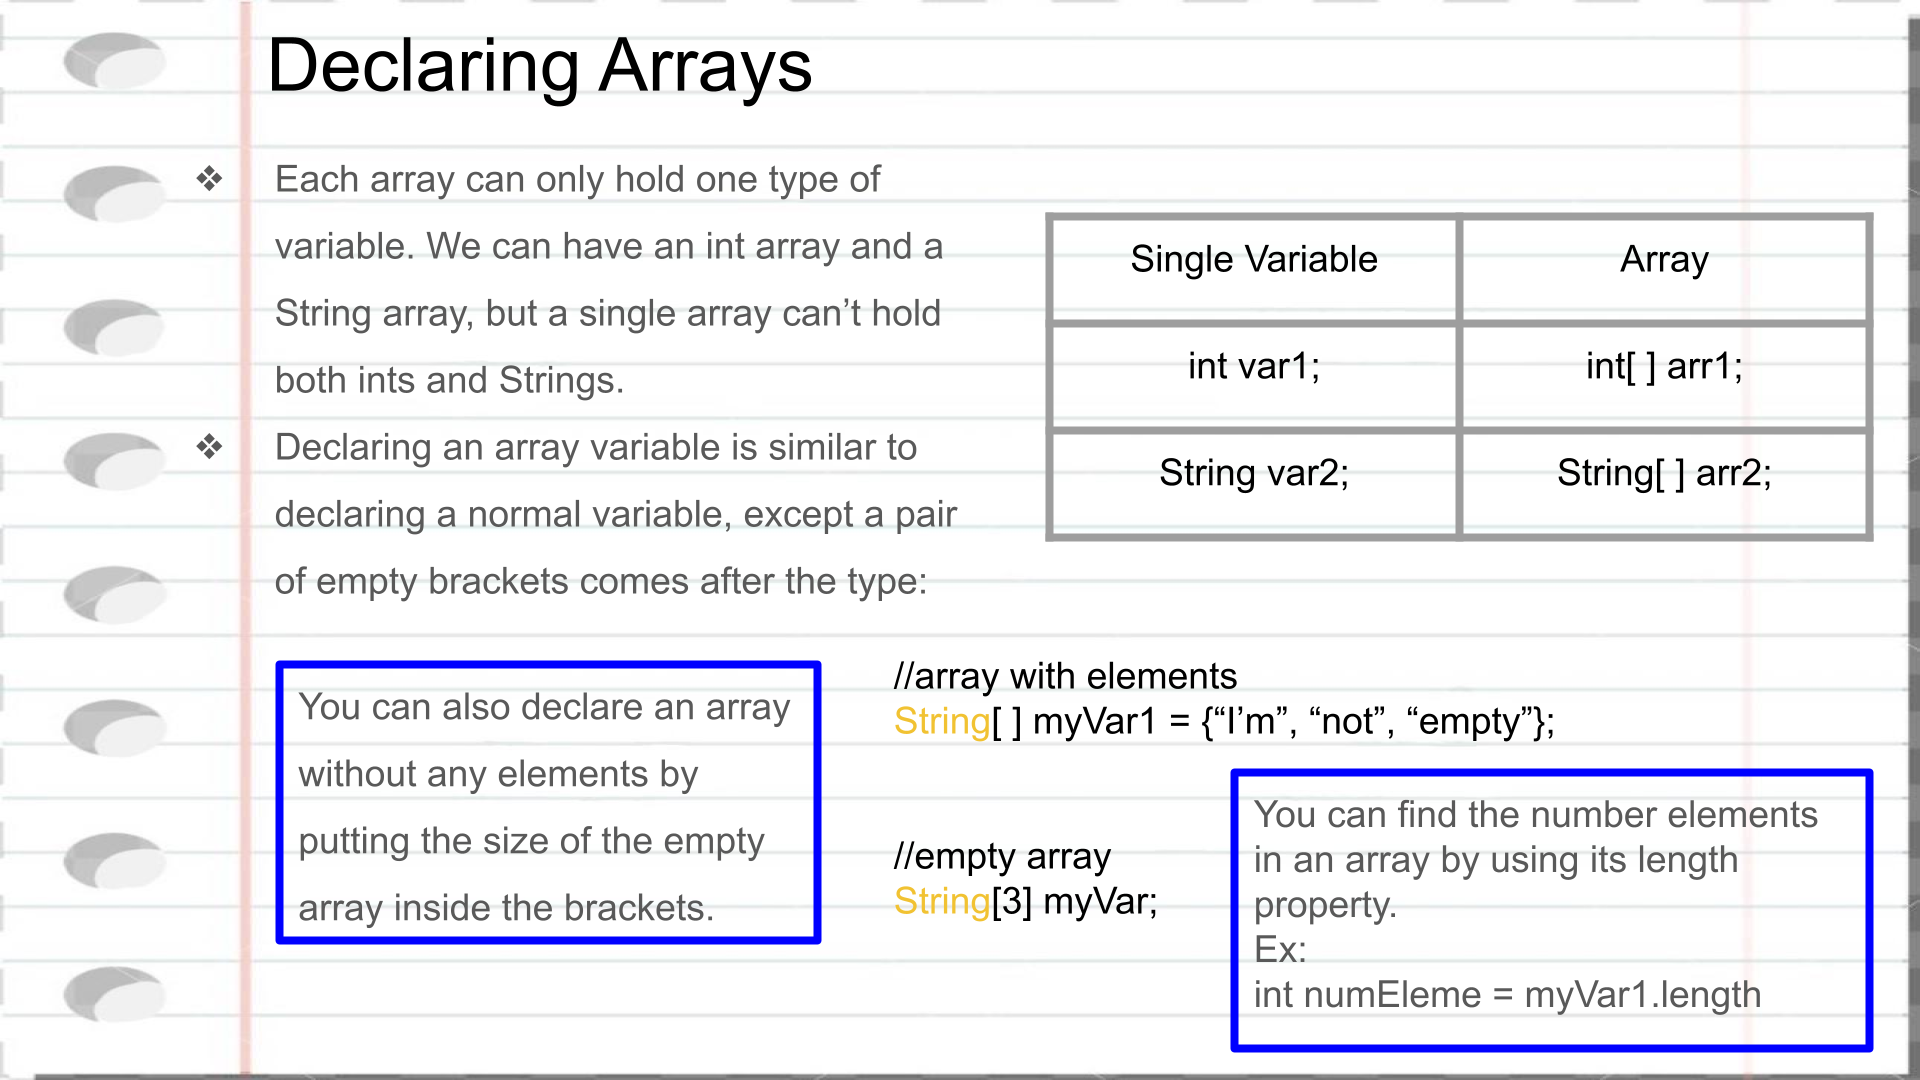 Declaring Arrays
❖ Each array can only hold one type of
variable. We can have an int array and a
String array, but a single array can’t hold
both ints and Strings.
❖ Declaring an array variable is similar to
declaring a normal variable, except a pair
of empty brackets comes after the type:
Single Variable Array
int var1; int[ ] arr1;
String var2; String[ ] arr2;
You can also declare an array
without any elements by
putting the size of the empty
array inside the brackets.
//array with elements
String[ ] myVar1 = {“I’m”, “not”, “empty”};
//empty array
String[3] myVar;
You can find the number elements
in an array by using its length
property.
Ex:
int numEleme = myVar1.length